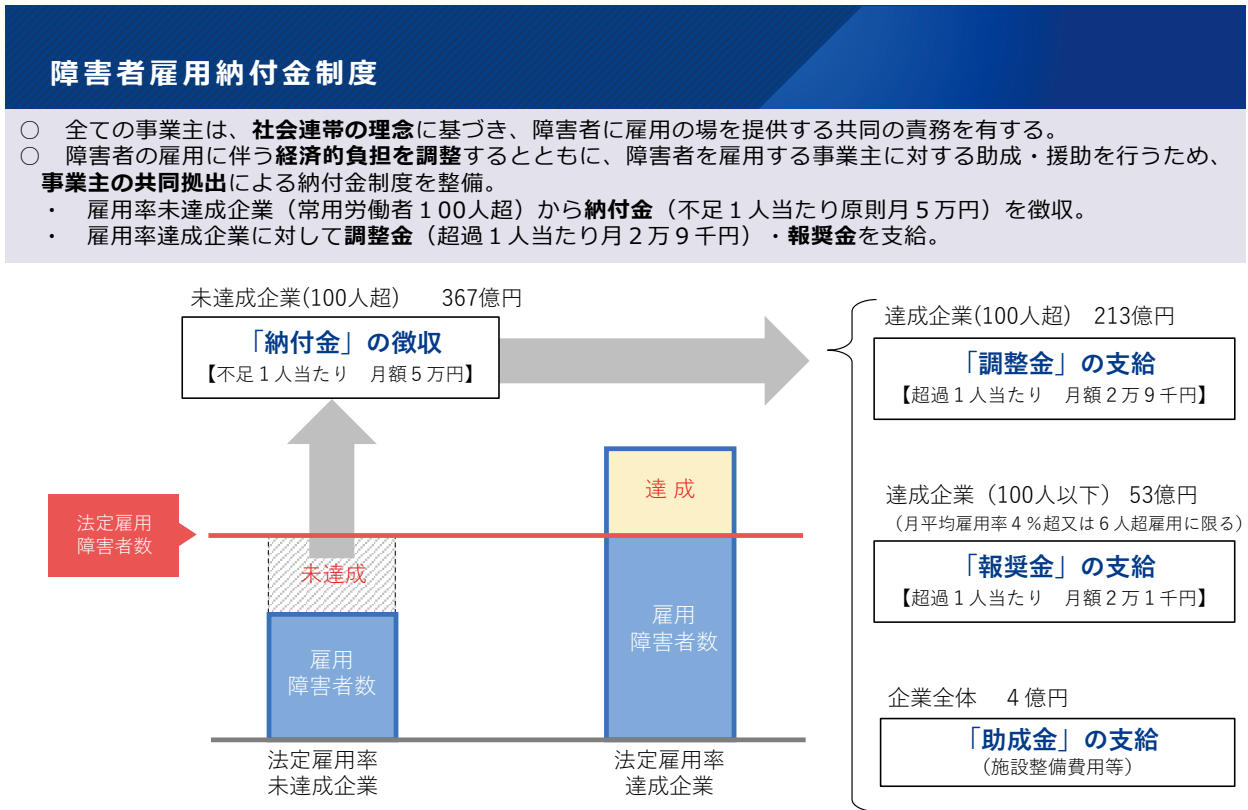 障害者雇用納付金制度
○　全ての事業主は、社会連帯の理念に基づき、障害者に雇用の場を提供する共同の責務を有する。
○　障害者の雇用に伴う経済的負担を調整するとともに、障害者を雇用する事業主に対する助成・援助を行うため、
事業主の共同拠出による納付金制度を整備。
・　雇用率未達成企業（常用労働者１00人超）から納付金（不足１人当たり原則月５万円）を徴収。
・　雇用率達成企業に対して調整金（超過１人当たり月２万９千円）・報奨金を支給。
未達成企業(100人超)　367億円
「納付金」の徴収
【不足１人当たり　月額５万円】
達成企業(100人超)　213億円
「調整金」の支給
【超過１人当たり　月額２万９千円】
達成企業（100人以下）53億円
（月平均雇用率４％超又は６人超雇用に限る）
「報奨金」の支給
【超過１人当たり　月額２万１千円】
企業全体　４億円
「助成金」の支給
（施設整備費用等）
法定雇用
障害者数
未達成
雇用
障害者数
達 成
雇用
障害者数
法定雇用率
未達成企業
法定雇用率
達成企業